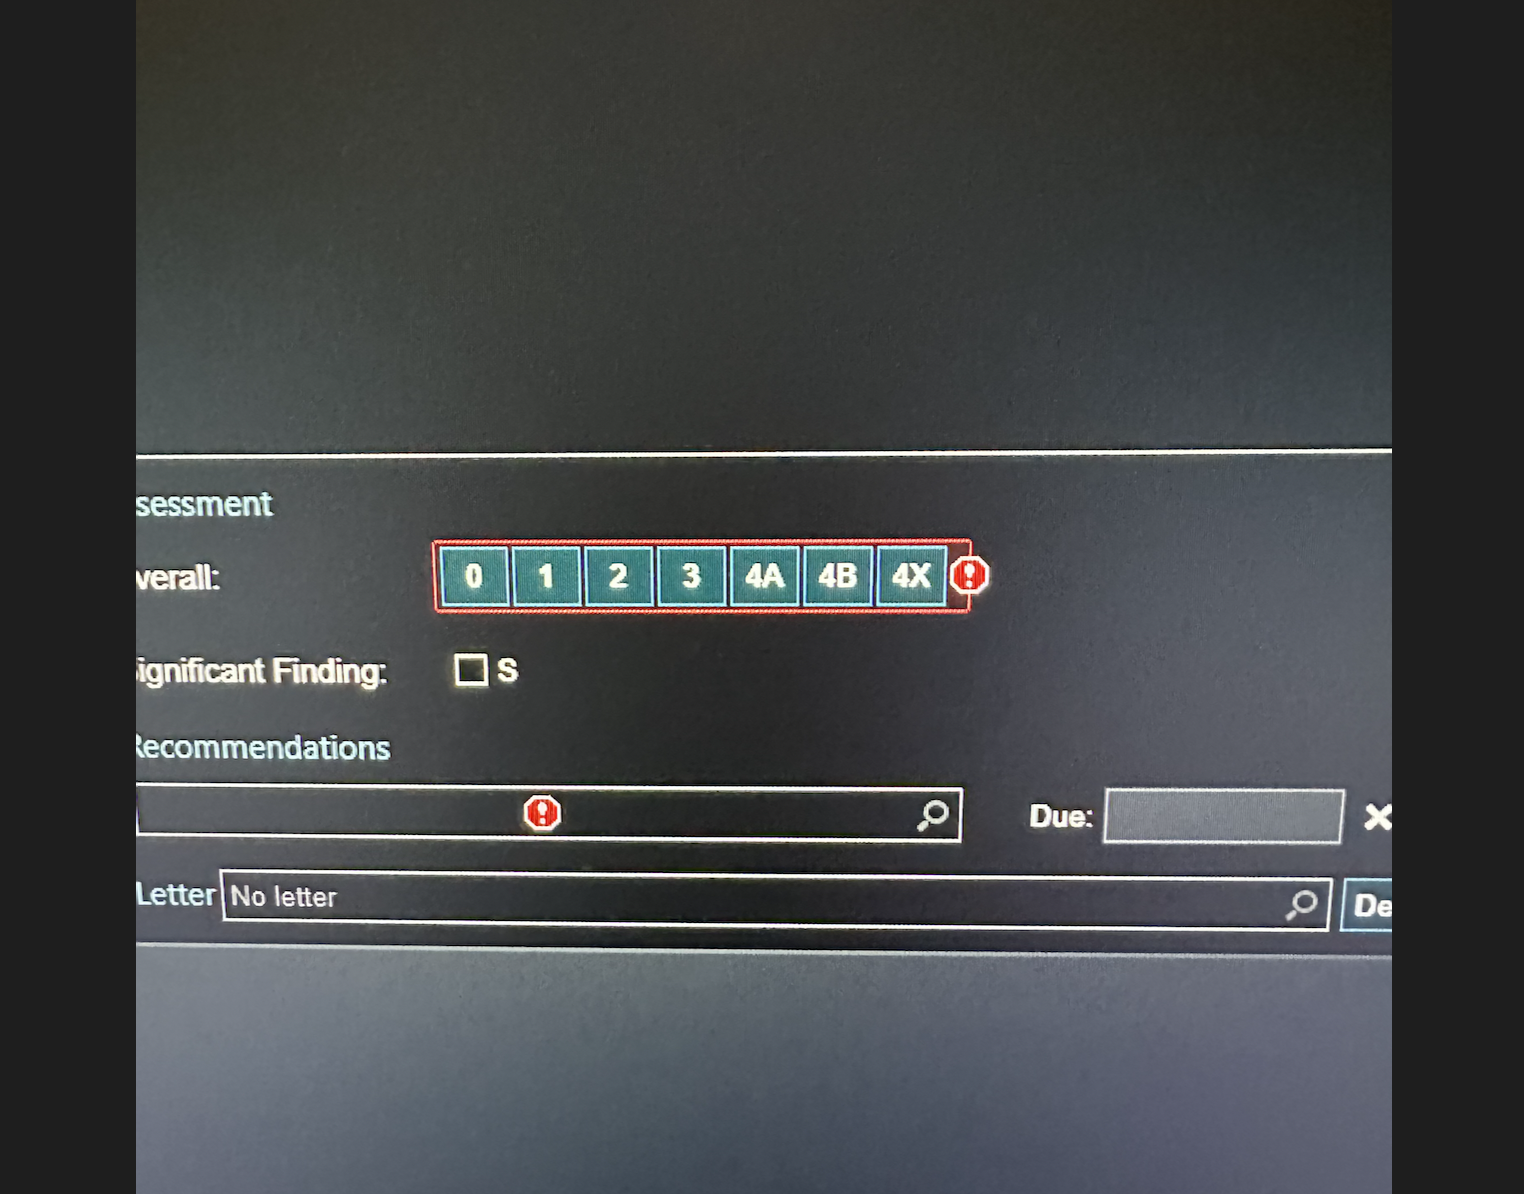 sessment
verall: 0 1 2 3 4A 4B 4X
ignificant Finding: S
Recommendations
Due:
Letter No letter De